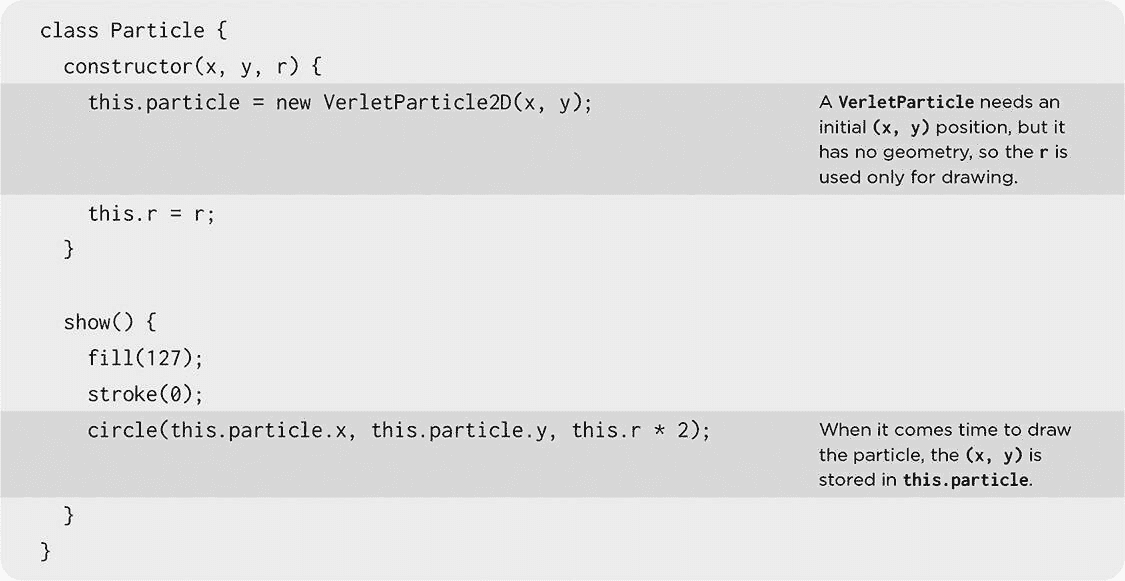 class Particle {
constructor(x, y, r) {
this.particle = new VerletParticle2D(x, y);
A VerletParticle needs an
initial (x, y) position, but it
has no geometry, so the r is
used only for drawing.
this.r = r;
}
show() {
fill(127);
stroke(0);
circle(this.particle.x, this.particle.y, this.r * 2);
When it comes time to draw
the particle, the (x, y) is
stored in this.particle.
}
}